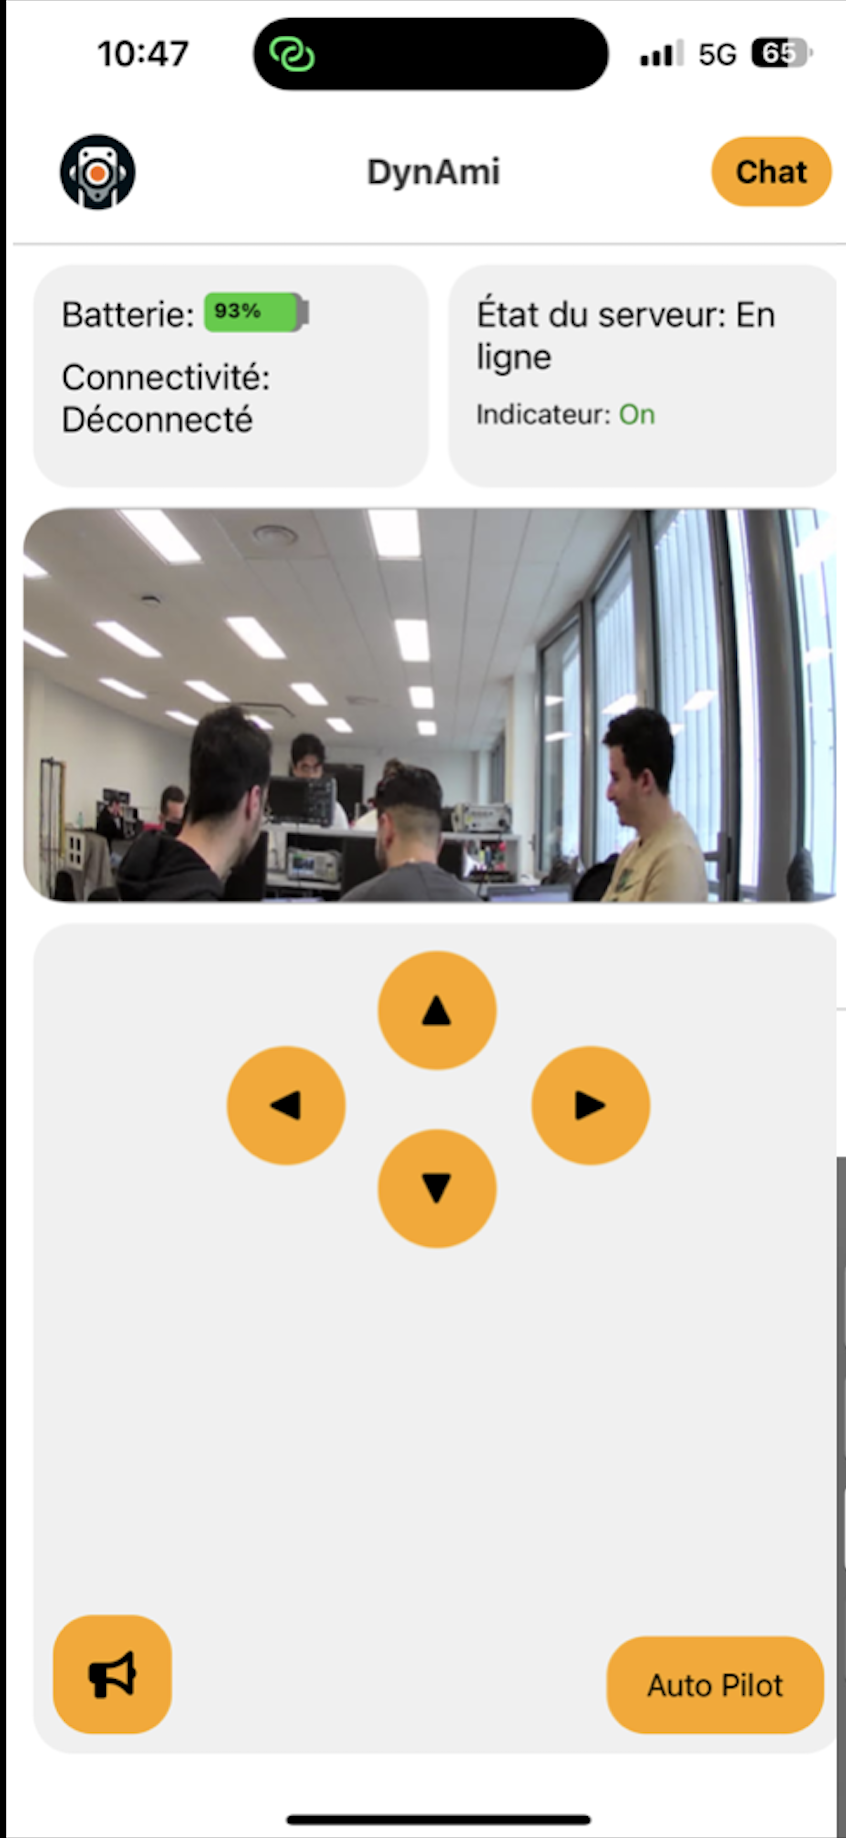 10:47
5G 65
DynAmi
Chat
Batterie: 93%
Connectivité:
Déconnecté
État du serveur: En
ligne
Indicateur: On
Auto Pilot